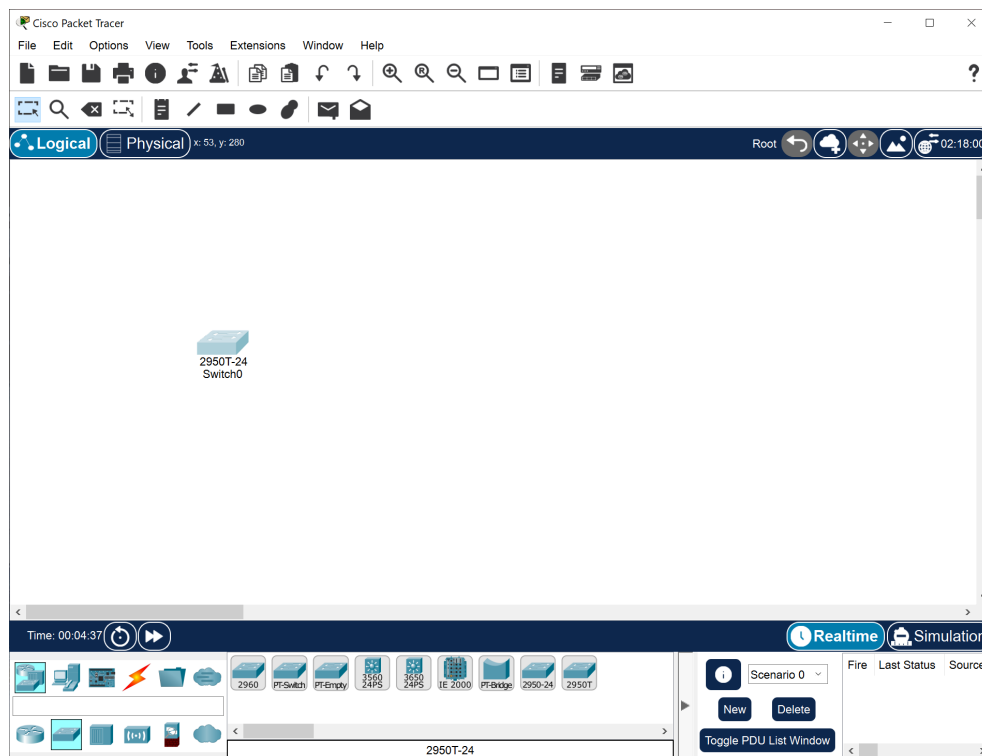 Cisco Packet Tracer
File Edit Options View Tools Extensions Window Help
?
Logical Physical x: 53, y: 280 Root 02:18:00
2950T-24
Switch0
Time: 00:04:37 Realtime Simulation
2960 PT-Switch PT-Empty 3560 24PS 3650 24PS IE 2000 PT-Bridge 2950-24 2950T
2950T-24
Scenario 0
New Delete
Toggle PDU List Window
Fire Last Status Source